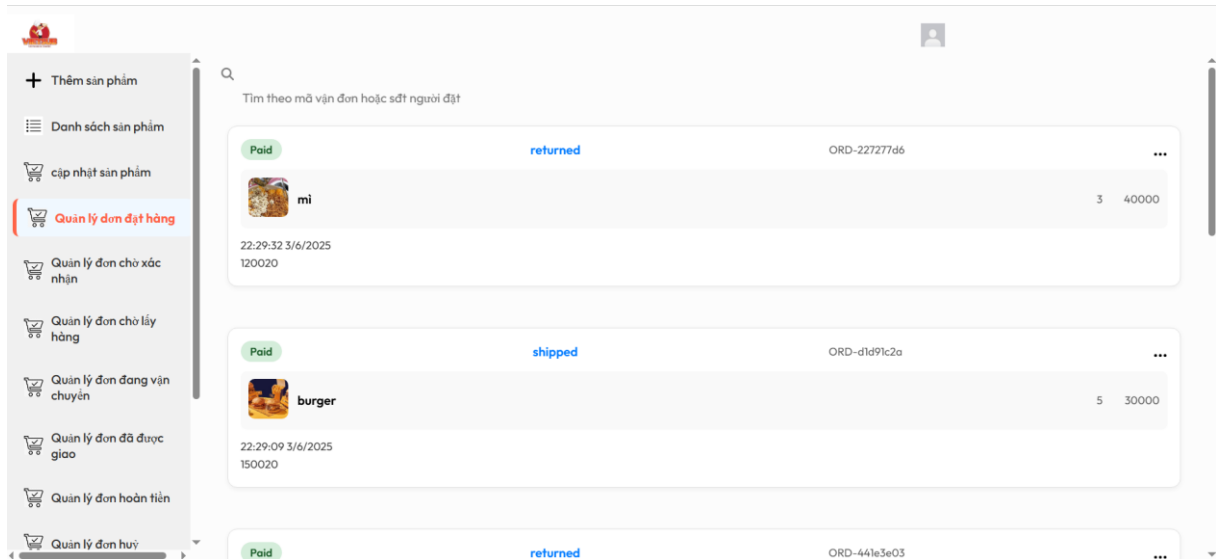 Thêm sản phẩm
Danh sách sản phẩm
cập nhật sản phẩm
Quản lý đơn đặt hàng
Quản lý đơn chờ xác
nhận
Quản lý đơn chờ lấy
hàng
Quản lý đơn đang vận
chuyển
Quản lý đơn đã được
giao
Quản lý đơn hoàn tiền
Quản lý đơn huỷ
Tìm theo mã vận đơn hoặc sđt người đặt
Paid returned ORD-227277d6 ...
mì 3 40000
22:29:32 3/6/2025
120020
Paid shipped ORD-d1d91c2a ...
burger 5 30000
22:29:09 3/6/2025
150020
Paid returned ORD-441e3e03 ...